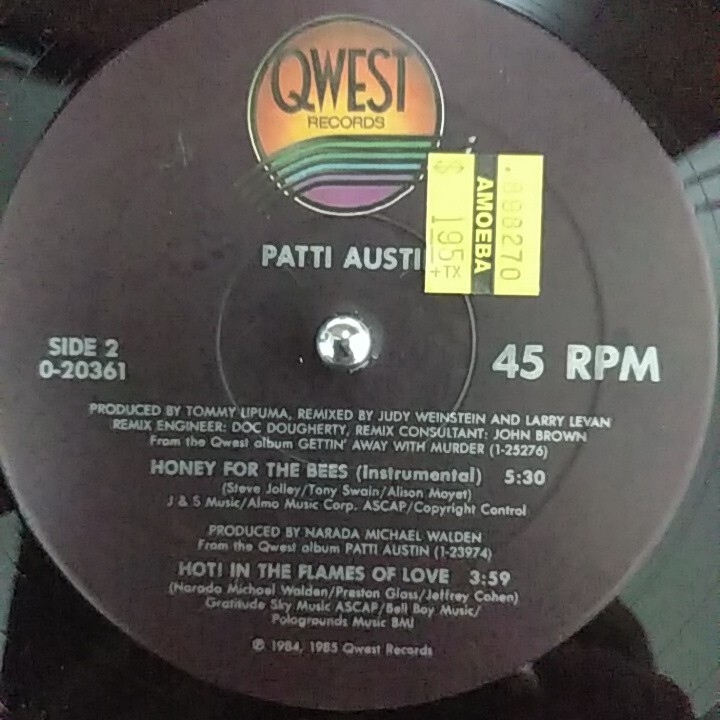 QWEST
RECORDS
898270
AMOEBA
$ 1.95
+TX
PATTI AUSTI
SIDE 2
0-20361
45 RPM
PRODUCED BY TOMMY LIPUMA, REMIXED BY JUDY WEINSTEIN AND LARRY LEVAN
REMIX ENGINEER: DOC DOUGHERTY, REMIX CONSULTANT: JOHN BROWN
From the Qwest album GETTIN' AWAY WITH MURDER (1-25276)
HONEY FOR THE BEES (Instrumental) 5:30
(Steve Jolley/Tony Swain/Alison Moyet)
J & S Music/Almo Music Corp. ASCAP/Copyright Control
PRODUCED BY NARADA MICHAEL WALDEN
From the Qwest album PATTI AUSTIN (1-23974)
HOT! IN THE FLAMES OF LOVE 3:59
(Narada Michael Walden/Preston Glass/Jeffrey Cohen)
Gratitude Sky Music ASCAP/Bell Boy Music/
Pologrounds Music BMI
℗ 1984, 1985 Qwest Records